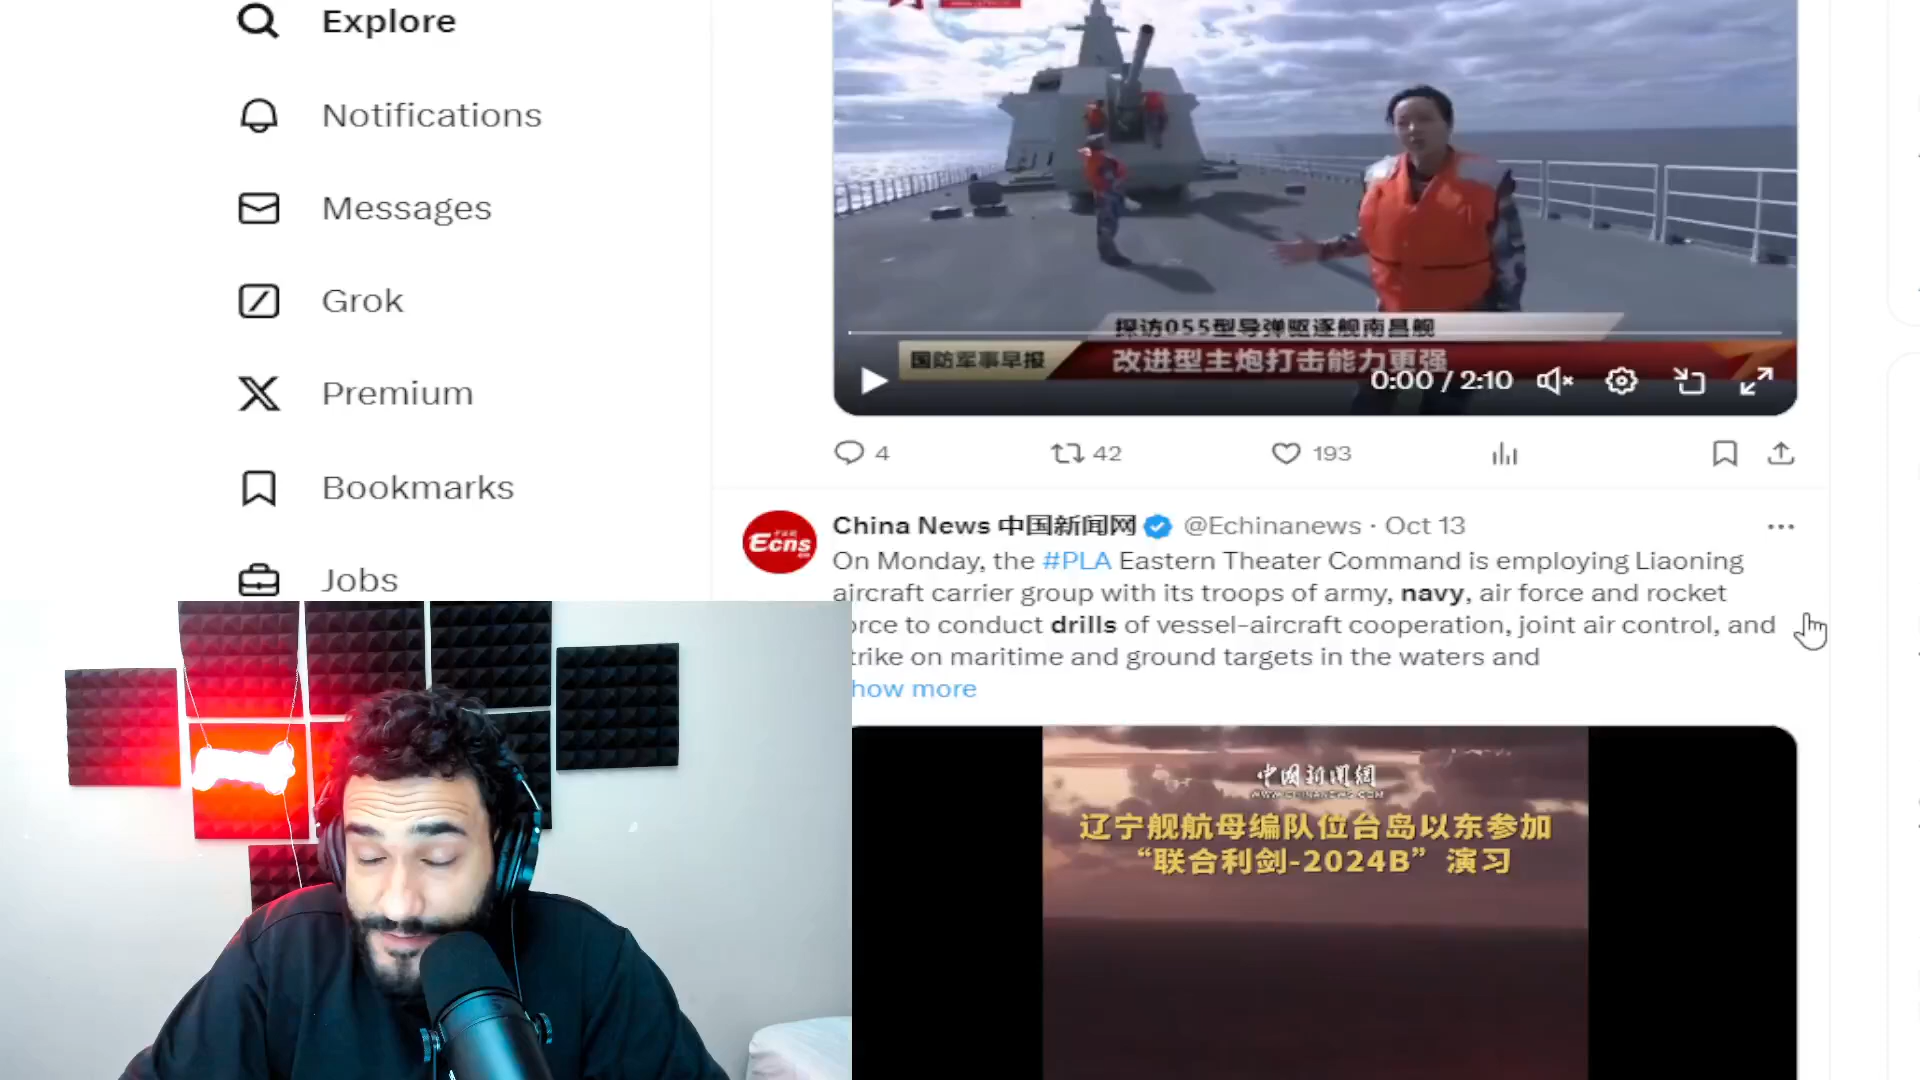 Explore
Notifications
Messages
Grok
Premium
Bookmarks
Jobs
探访055型导弹驱逐舰南昌舰
国防军事早报
改进型主炮打击能力更强
0:00 / 2:10
4
42
193
Ecns
China News 中国新闻网 @Echinanews · Oct 13
On Monday, the #PLA Eastern Theater Command is employing Liaoning
aircraft carrier group with its troops of army, navy, air force and rocket
orce to conduct drills of vessel-aircraft cooperation, joint air control, and
trike on maritime and ground targets in the waters and
how more
中国新闻網
WWW.CHINANEWS.COM
辽宁舰航母编队位台岛以东参加
“联合利剑-2024B”演习